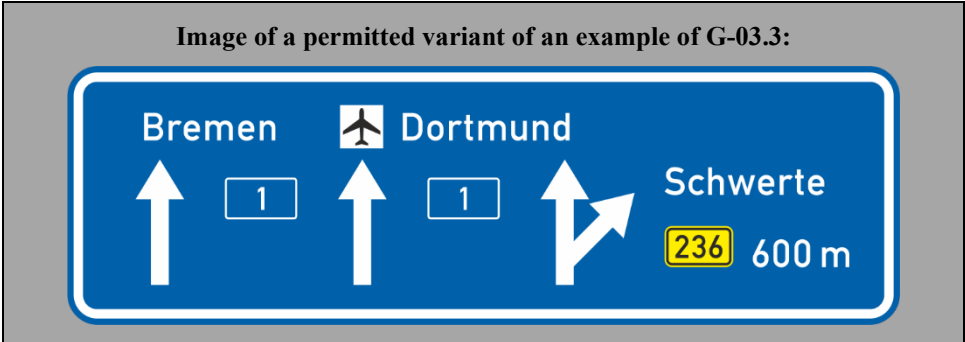 Image of a permitted variant of an example of G-03.3:
Bremen Dortmund
1 1 Schwerte
236 600 m